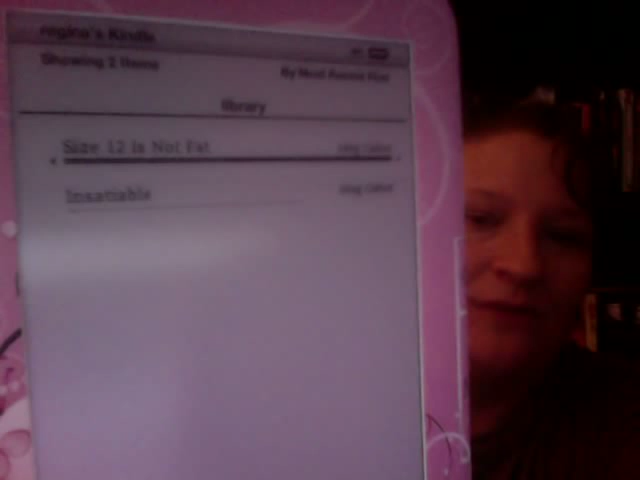 regina's Kindle
Showing 2 Items
By Most Recent First
library
Size 12 Is Not Fat Meg Cabot
Insatiable Meg Cabot